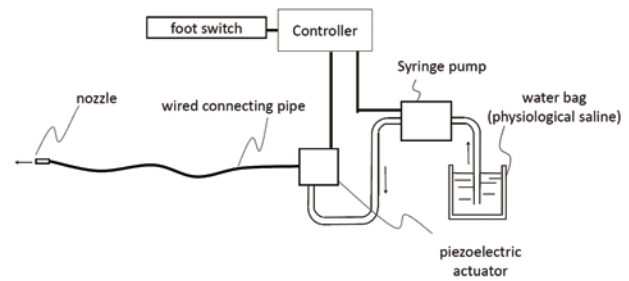 foot switch
Controller
Syringe pump
nozzle
wired connecting pipe
water bag
(physiological saline)
piezoelectric
actuator